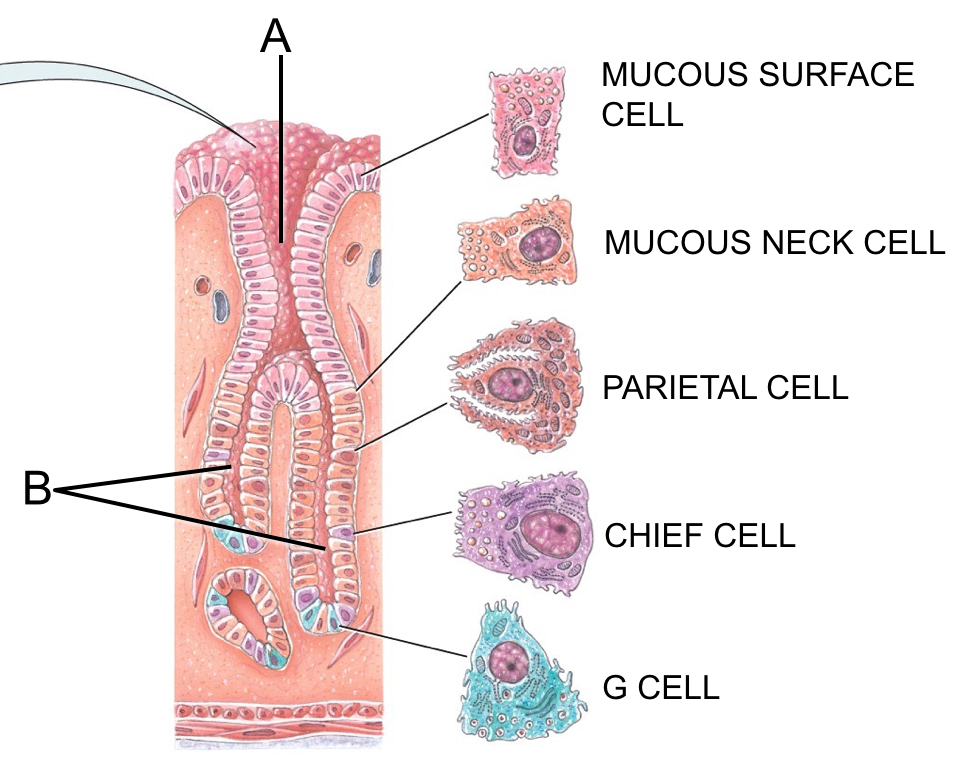 A
MUCOUS SURFACE
CELL
MUCOUS NECK CELL
PARIETAL CELL
B
CHIEF CELL
G CELL